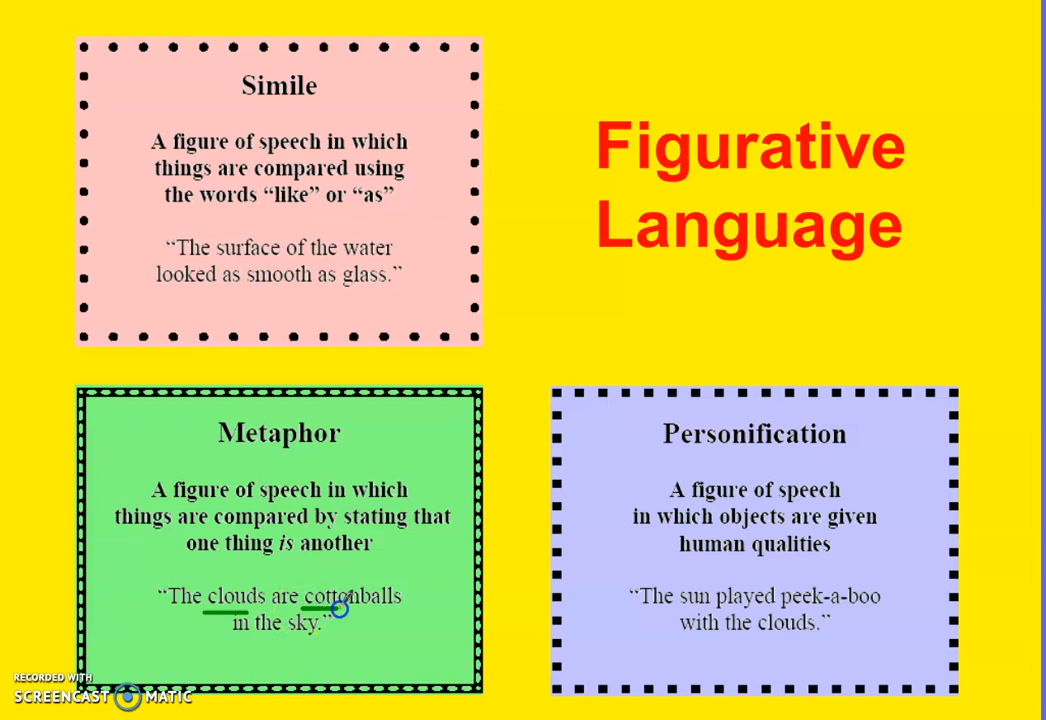 Simile
A figure of speech in which
things are compared using
the words “like” or “as”
“The surface of the water
looked as smooth as glass.”
Figurative
Language
Metaphor
A figure of speech in which
things are compared by stating that
one thing is another
“The clouds are cottonballs
in the sky.”
Personification
A figure of speech
in which objects are given
human qualities
“The sun played peek-a-boo
with the clouds.”
RECORDED WITH
SCREENCAST MATIC